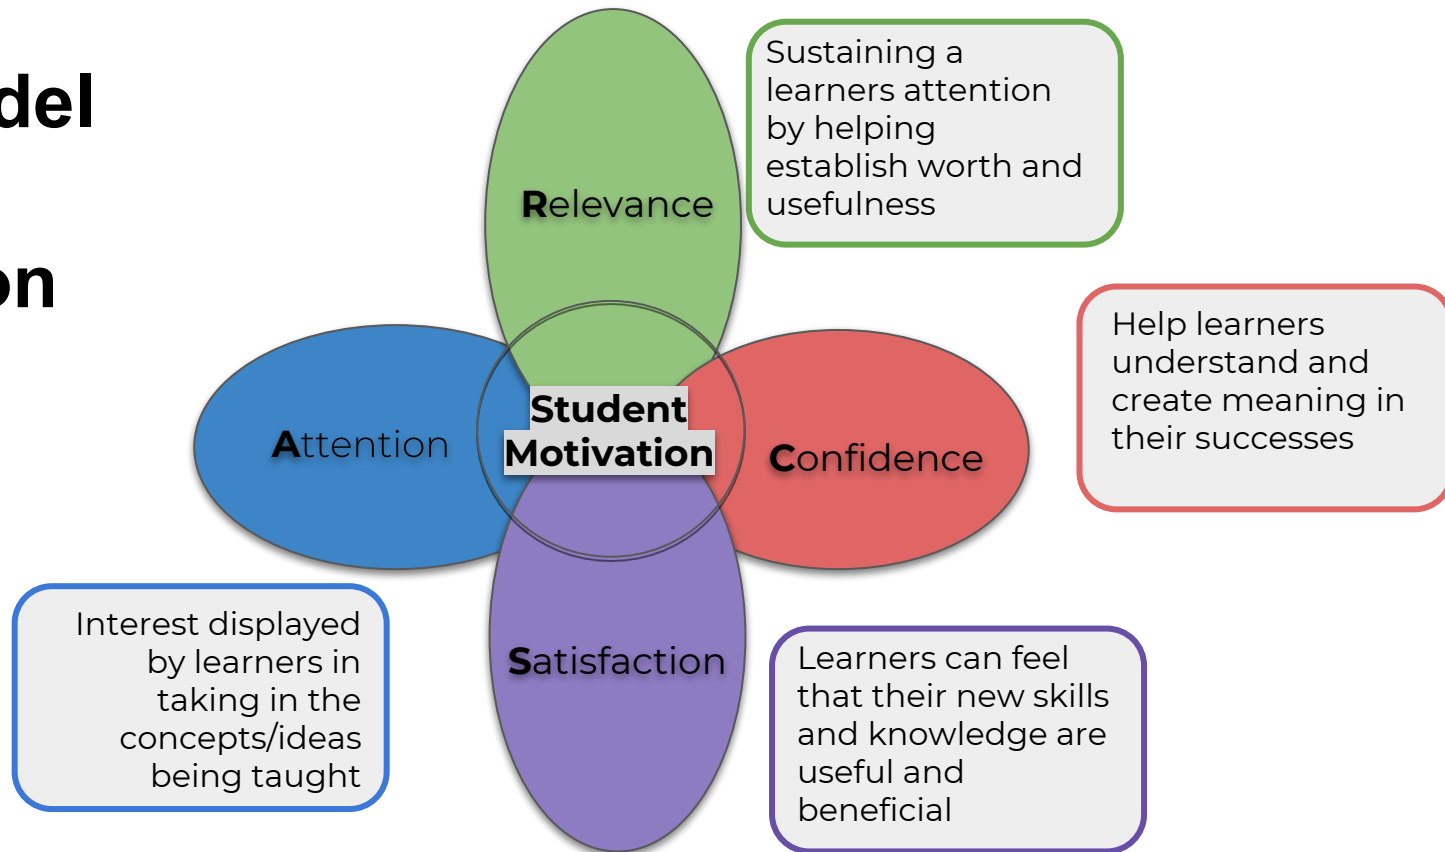 del
on
Relevance
Sustaining a
learners attention
by helping
establish worth and
usefulness
Attention
Student
Motivation
Confidence
Help learners
understand and
create meaning in
their successes
Interest displayed
by learners in
taking in the
concepts/ideas
being taught
Satisfaction
Learners can feel
that their new skills
and knowledge are
useful and
beneficial